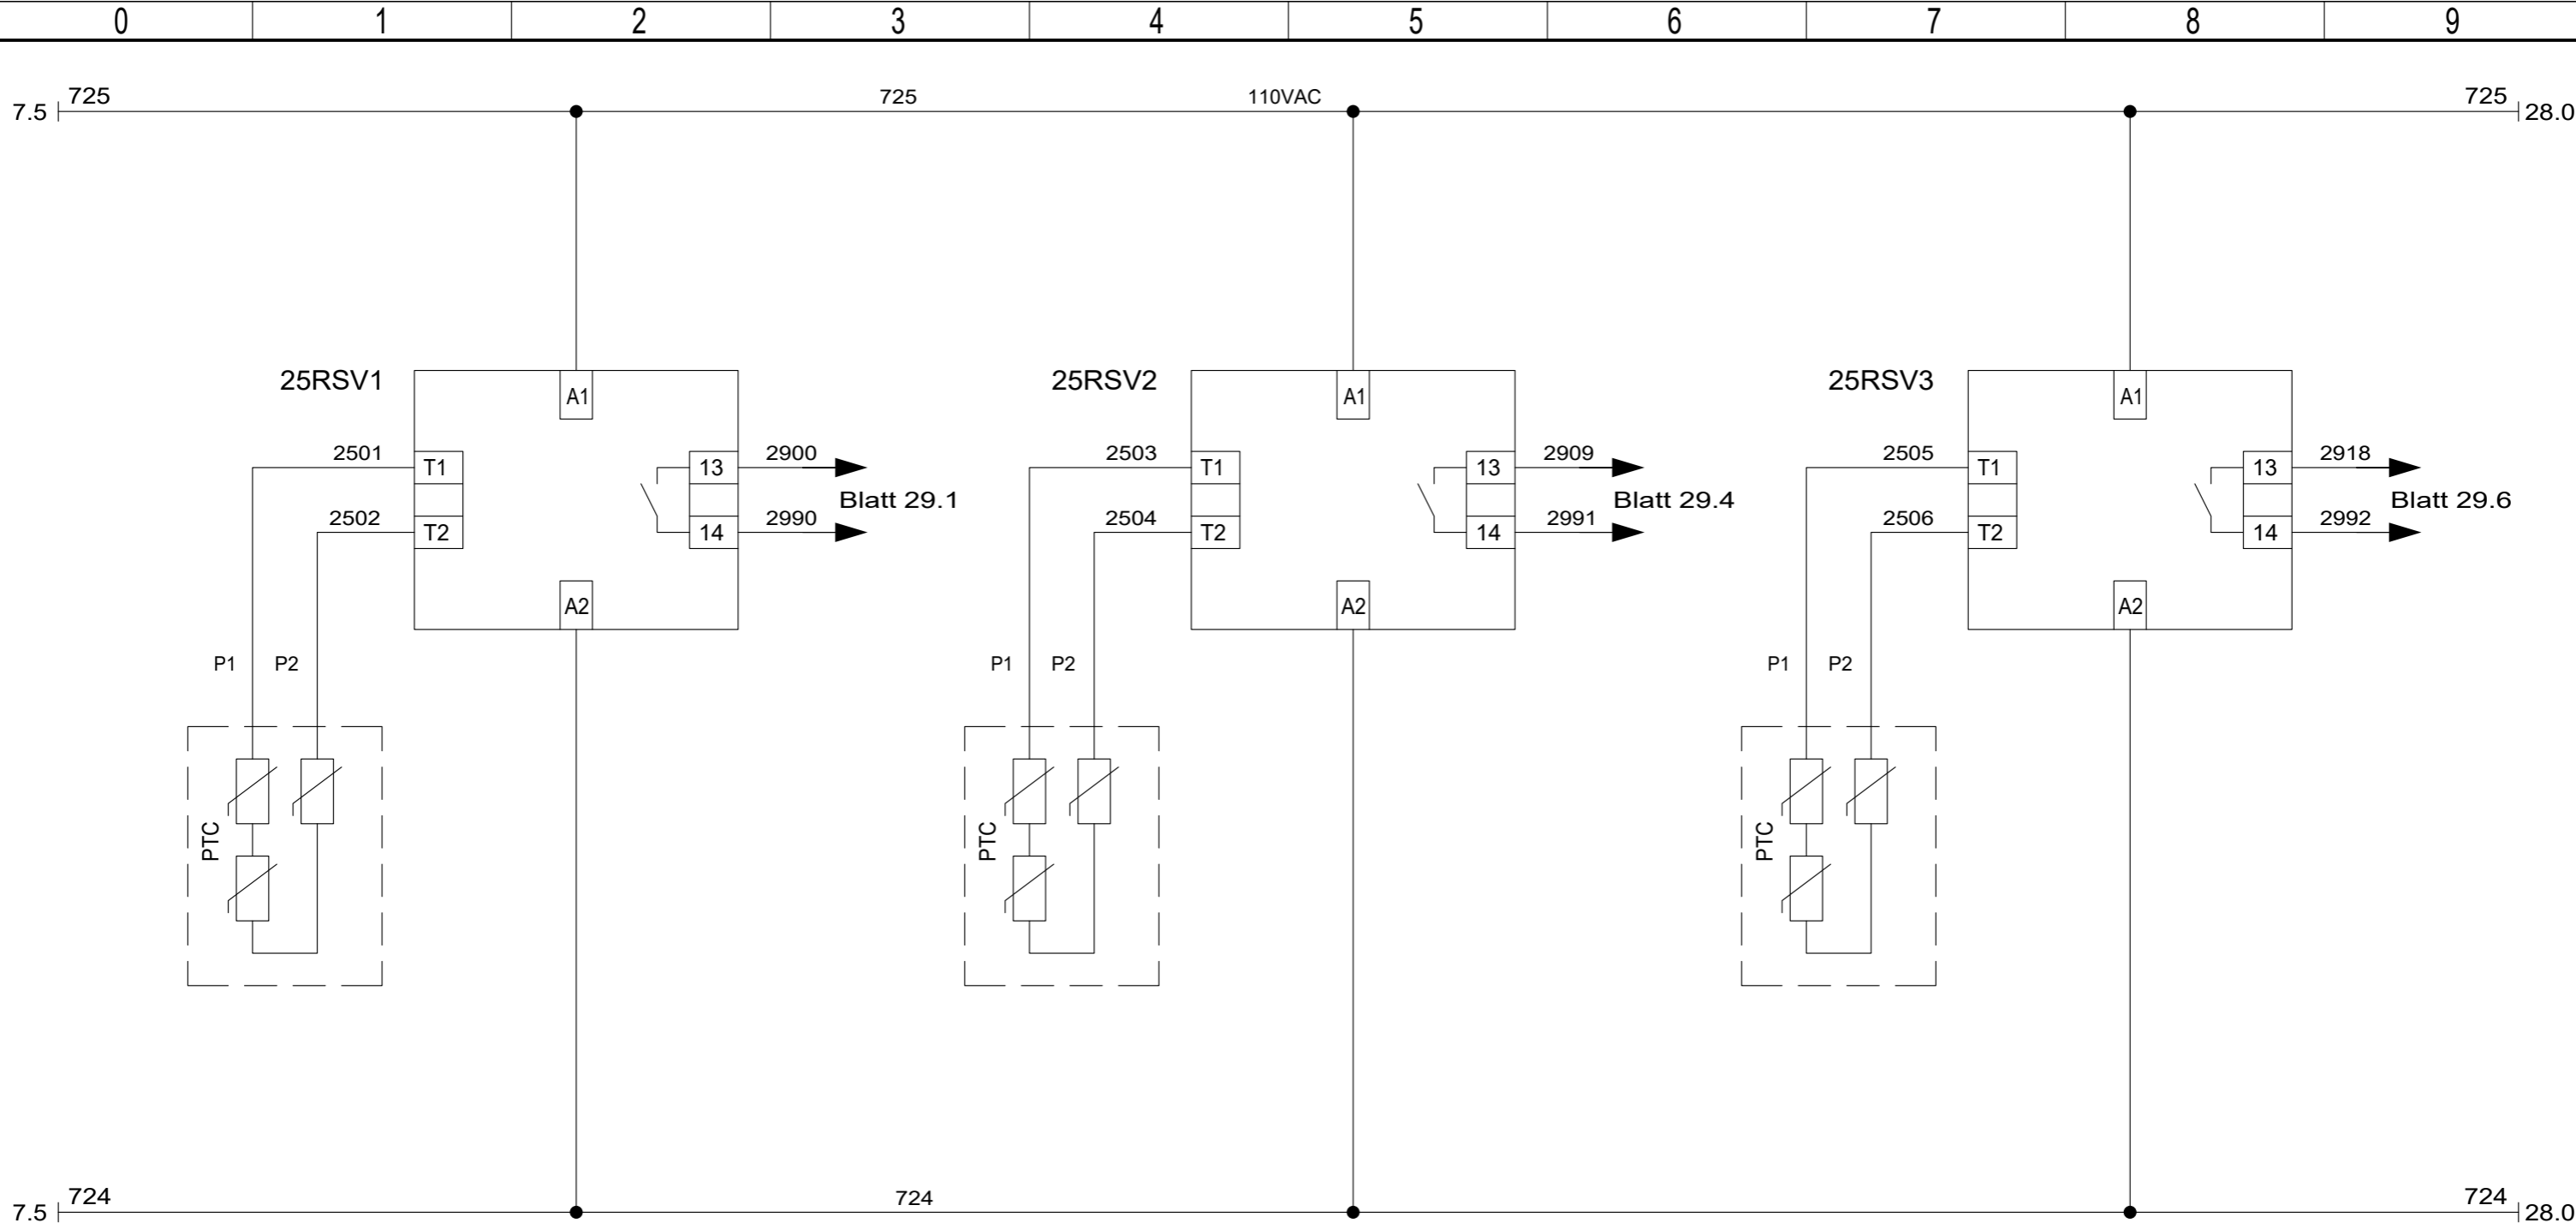 0 1 2 3 4 5 6 7 8 9
725 725 110VAC 725
7.5 28.0
25RSV1 A1 25RSV2 A1 25RSV3 A1
2501 T1 13 2900 2503 T1 13 2909 2505 T1 13 2918
Blatt 29.1 Blatt 29.4 Blatt 29.6
2502 T2 14 2990 2504 T2 14 2991 2506 T2 14 2992
A2 A2 A2
P1 P2 P1 P2 P1 P2
PTC PTC PTC
724 724 724
7.5 28.0